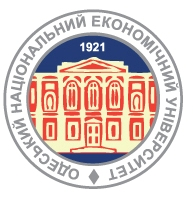 ОДЕСЬКИЙ НАЦІОНАЛЬНИЙ ЕКОНОМІЧНИЙ УНІВЕРСИТЕТ
1921